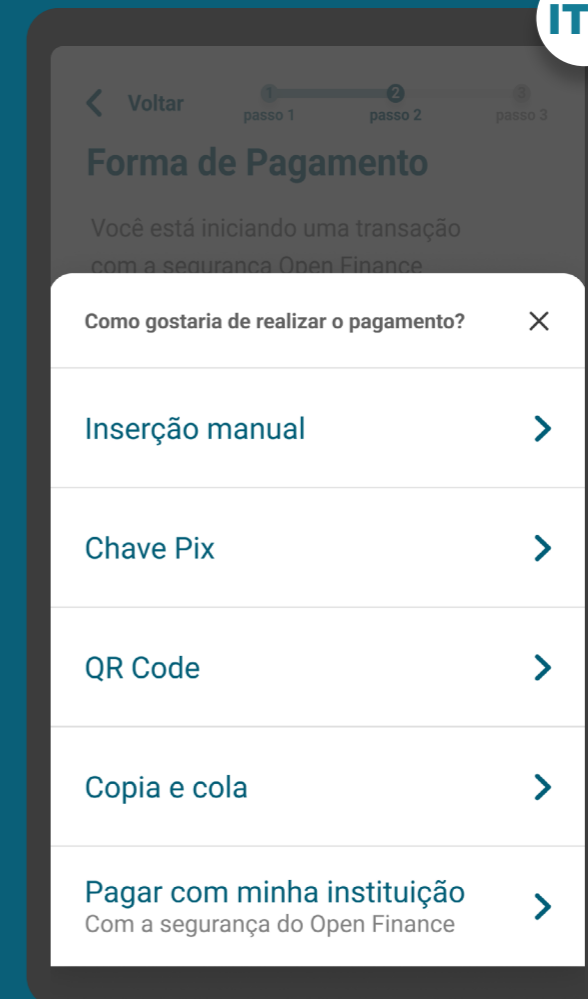 IT
Voltar
1
2
3
passo 1
passo 2
passo 3
Forma de Pagamento
Você está iniciando uma transação
com a segurança Open Finance
Como gostaria de realizar o pagamento?
Inserção manual
Chave Pix
QR Code
Copia e cola
Pagar com minha instituição
Com a segurança do Open Finance